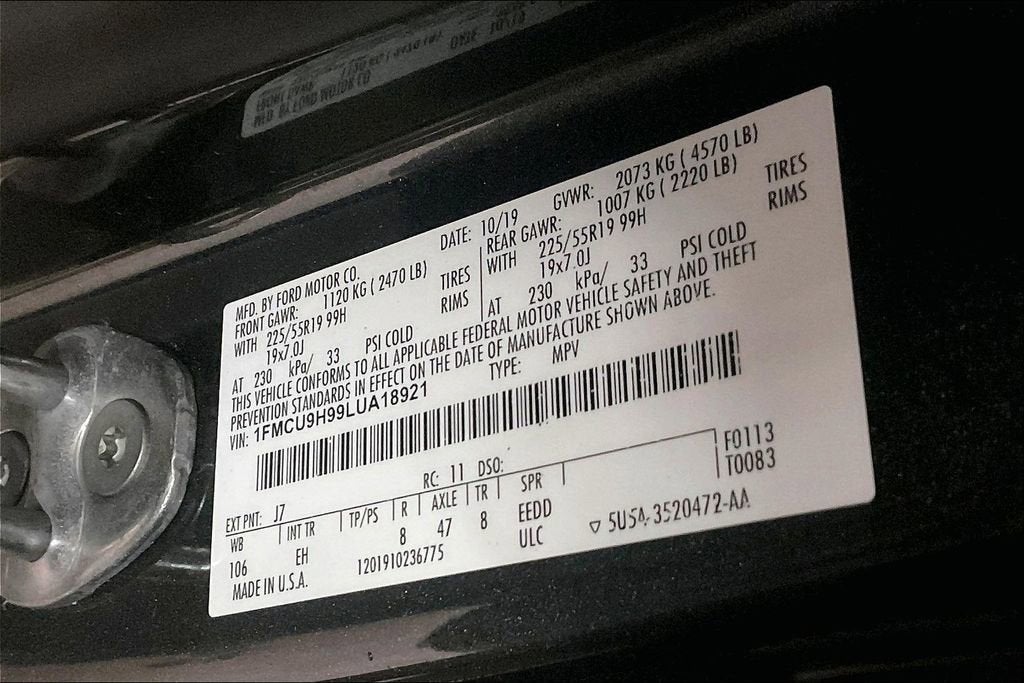 MFD. BY FORD MOTOR CO. DATE: 10/19 GVWR: 2073 KG ( 4570 LB)
FRONT GAWR: 1120 KG ( 2470 LB) REAR GAWR: 1007 KG ( 2220 LB)
WITH 225/55R19 99H TIRES WITH 225/55R19 99H TIRES
19x7.0J RIMS 19x7.0J RIMS
AT 230 kPa/ 33 PSI COLD AT 230 kPa/ 33 PSI COLD
THIS VEHICLE CONFORMS TO ALL APPLICABLE FEDERAL MOTOR VEHICLE SAFETY AND THEFT
PREVENTION STANDARDS IN EFFECT ON THE DATE OF MANUFACTURE SHOWN ABOVE.
VIN: 1FMCU9H99LUA18921 TYPE: MPV
EXT PNT: J7 RC: 11 DSO: F0113
WB INT TR TP/PS R AXLE TR SPR T0083
106 EH 8 47 8 EEDD
MADE IN U.S.A. 1201910236775 ULC ▽ 5U5A-3520472-AA